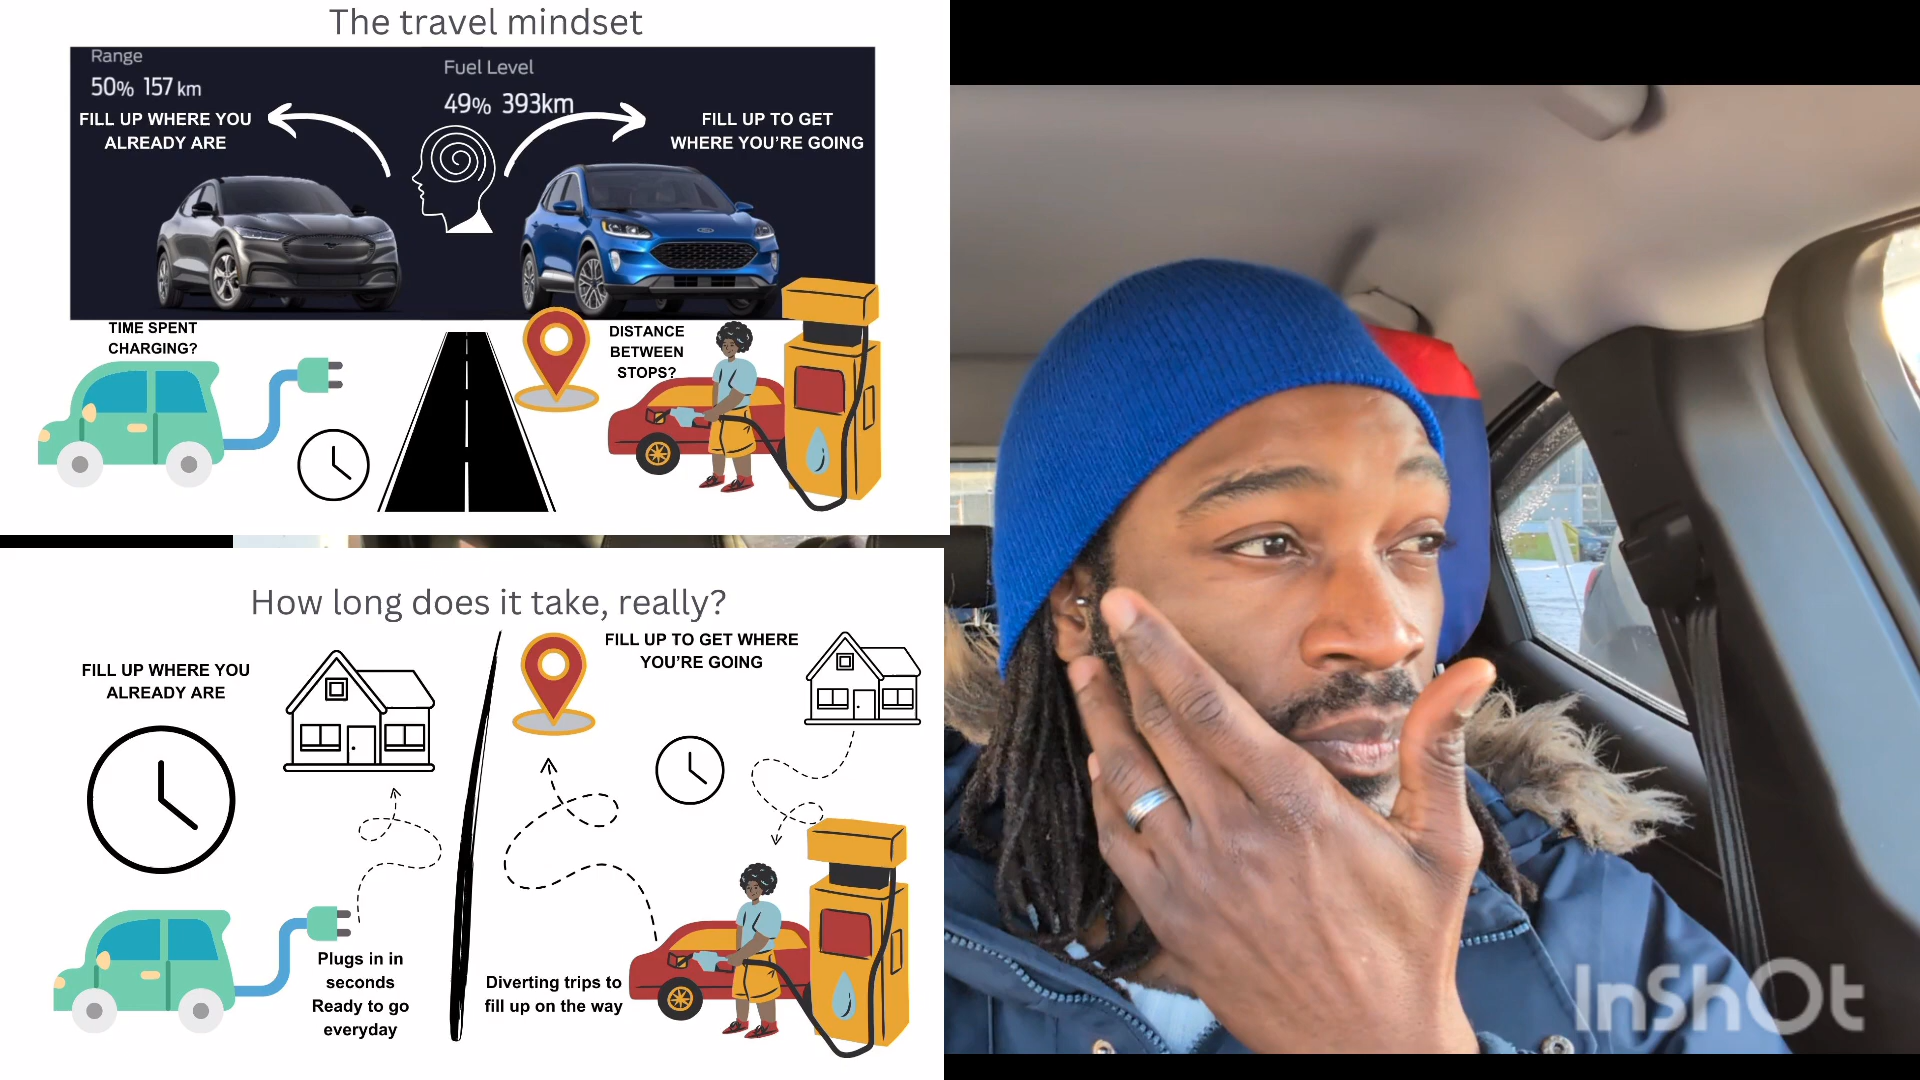 The travel mindset
Range
50% 157 km
Fuel Level
49% 393km
FILL UP WHERE YOU
ALREADY ARE
FILL UP TO GET
WHERE YOU'RE GOING
TIME SPENT
CHARGING?
DISTANCE
BETWEEN
STOPS?
How long does it take, really?
FILL UP WHERE YOU
ALREADY ARE
FILL UP TO GET WHERE
YOU'RE GOING
Plugs in in
seconds
Ready to go
everyday
Diverting trips to
fill up on the way
InShOt